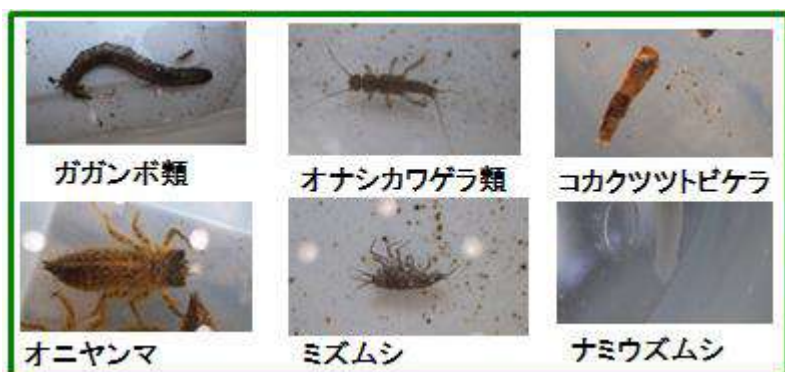 ガガンボ類
オナシカワゲラ類
コカクツツトビケラ
オニヤンマ
ミズムシ
ナミウズムシ